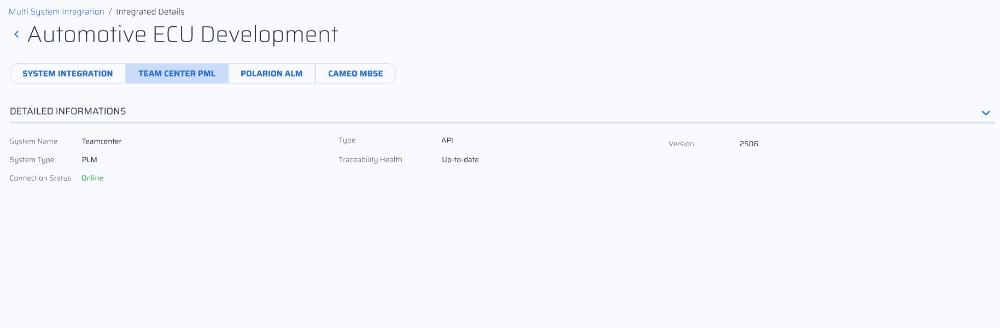 Multi System Integration / Integrated Details
Automotive ECU Development
SYSTEM INTEGRATION TEAM CENTER PML POLARION ALM CAMEO MBSE
DETAILED INFORMATIONS
System Name Teamcenter Type API Version 2506
System Type PLM Traceability Health Up-to-date
Connection Status Online